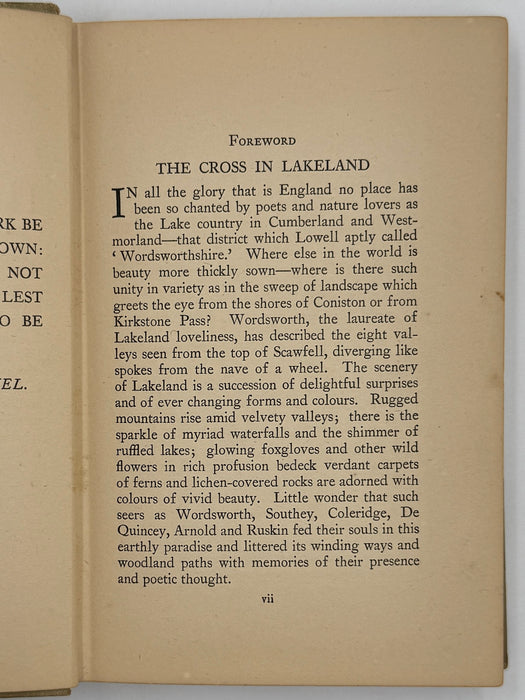 RK BE
OWN:
NOT
LEST
O BE
EL.
FOREWORD
THE CROSS IN LAKELAND
IN all the glory that is England no place has
been so chanted by poets and nature lovers as
the Lake country in Cumberland and West-
morland—that district which Lowell aptly called
‘Wordsworthshire.’ Where else in the world is
beauty more thickly sown—where is there such
unity in variety as in the sweep of landscape which
greets the eye from the shores of Coniston or from
Kirkstone Pass? Wordsworth, the laureate of
Lakeland loveliness, has described the eight val-
leys seen from the top of Scawfell, diverging like
spokes from the nave of a wheel. The scenery
of Lakeland is a succession of delightful surprises
and of ever changing forms and colours. Rugged
mountains rise amid velvety valleys; there is the
sparkle of myriad waterfalls and the shimmer of
ruffled lakes; glowing foxgloves and other wild
flowers in rich profusion bedeck verdant carpets
of ferns and lichen-covered rocks are adorned with
colours of vivid beauty. Little wonder that such
seers as Wordsworth, Southey, Coleridge, De
Quincey, Arnold and Ruskin fed their souls in this
earthly paradise and littered its winding ways and
woodland paths with memories of their presence
and poetic thought.
vii